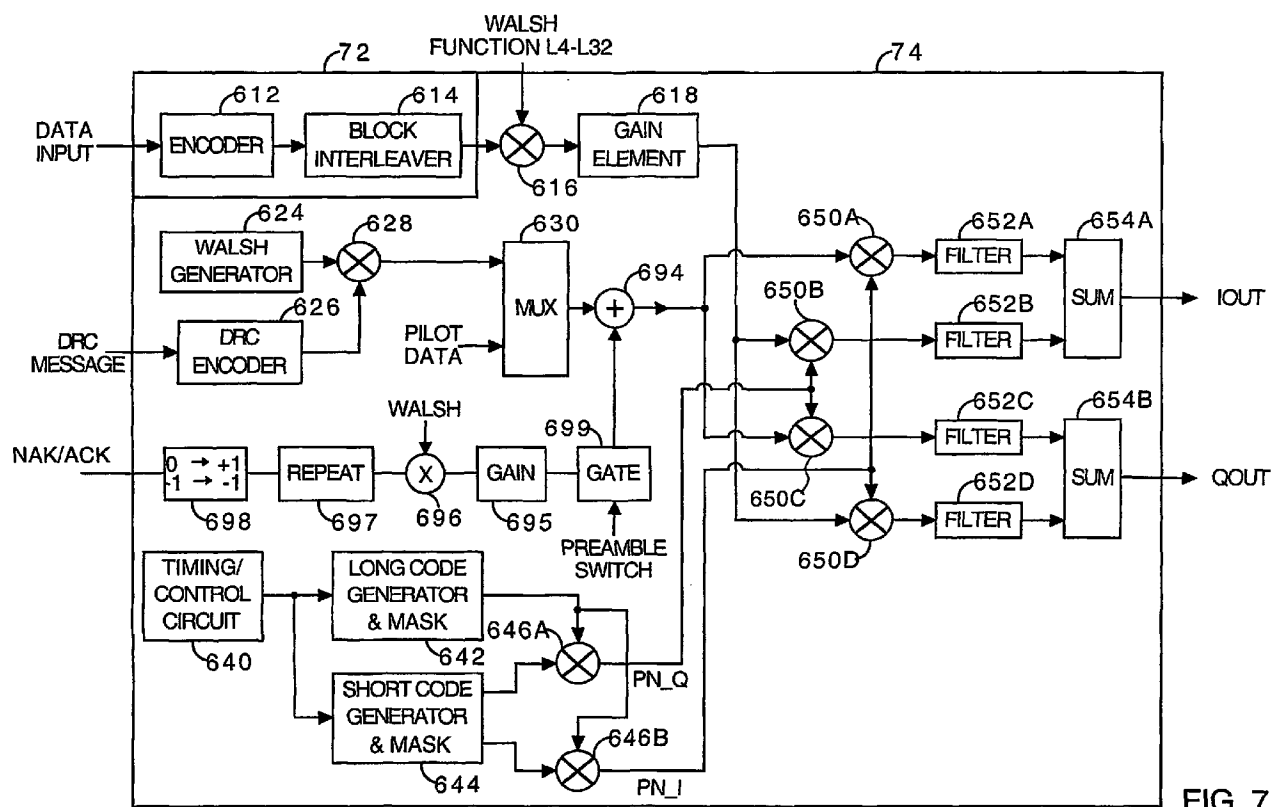 WALSH
FUNCTION L4-L32
72
74
612
614
618
DATA
INPUT
ENCODER
BLOCK
INTERLEAVER
GAIN
ELEMENT
616
624
628
630
WALSH
GENERATOR
694
650A
652A
654A
FILTER
626
MUX
650B
652B
SUM
IOUT
DRC
MESSAGE
DRC
ENCODER
PILOT
DATA
FILTER
WALSH
699
652C
654B
NAK/ACK
0 → +1
-1 → -1
REPEAT
X
GAIN
GATE
FILTER
650C
652D
SUM
QOUT
698
697
696
695
FILTER
PREAMBLE
SWITCH
650D
TIMING/
CONTROL
CIRCUIT
LONG CODE
GENERATOR
& MASK
640
642
646A
PN_Q
SHORT CODE
GENERATOR
& MASK
646B
644
PN_I
FIG. 7